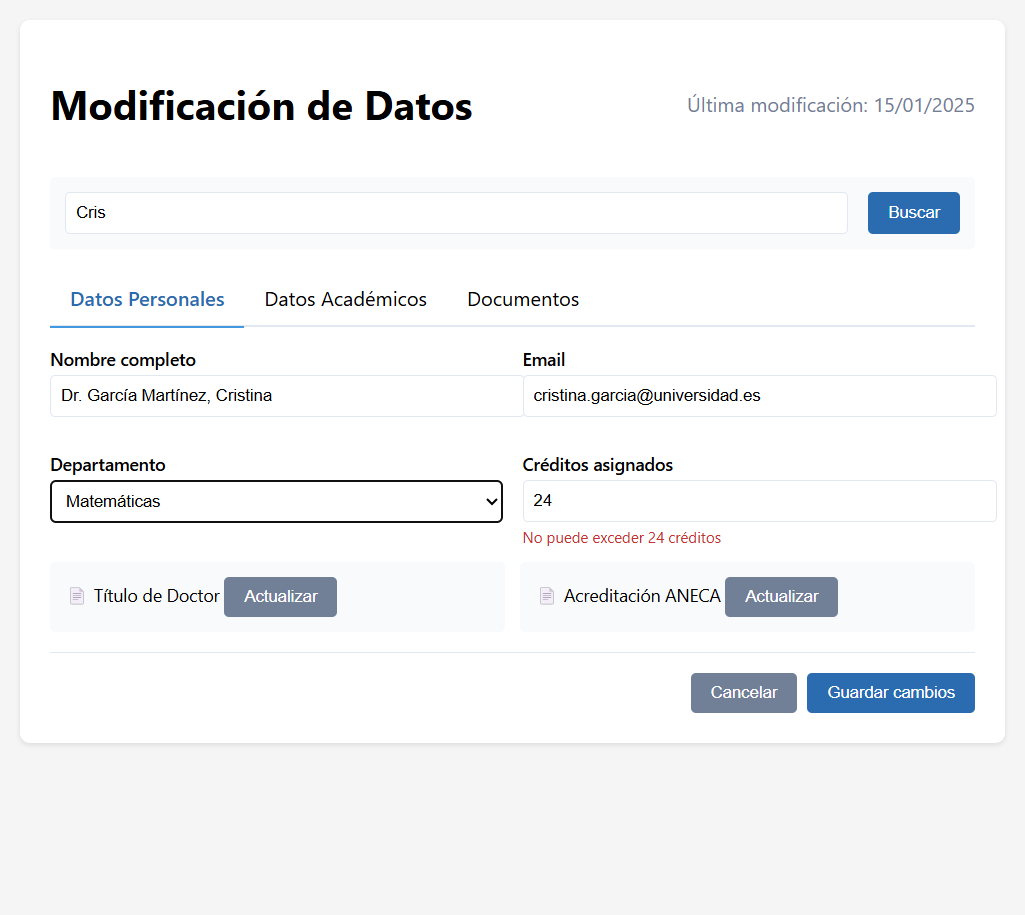 Modificación de Datos
Última modificación: 15/01/2025
Cris
Buscar
Datos Personales
Datos Académicos
Documentos
Nombre completo
Email
Dr. García Martínez, Cristina
cristina.garcia@universidad.es
Departamento
Créditos asignados
Matemáticas
24
No puede exceder 24 créditos
Título de Doctor
Actualizar
Acreditación ANECA
Actualizar
Cancelar
Guardar cambios